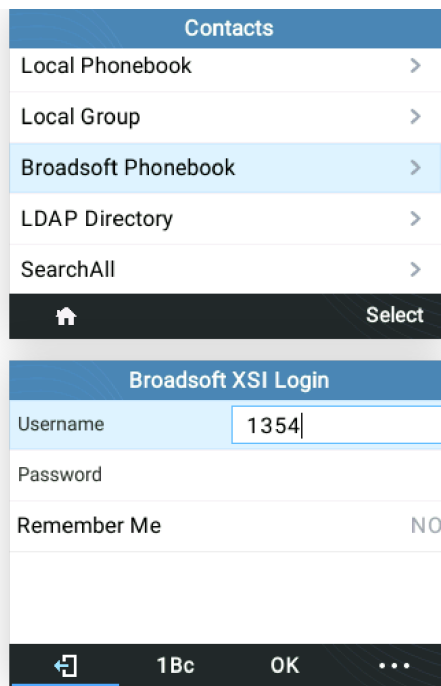 Contacts
Local Phonebook
Local Group
Broadsoft Phonebook
LDAP Directory
SearchAll
Select
Broadsoft XSI Login
Username 1354
Password
Remember Me NO
1Bc OK ...